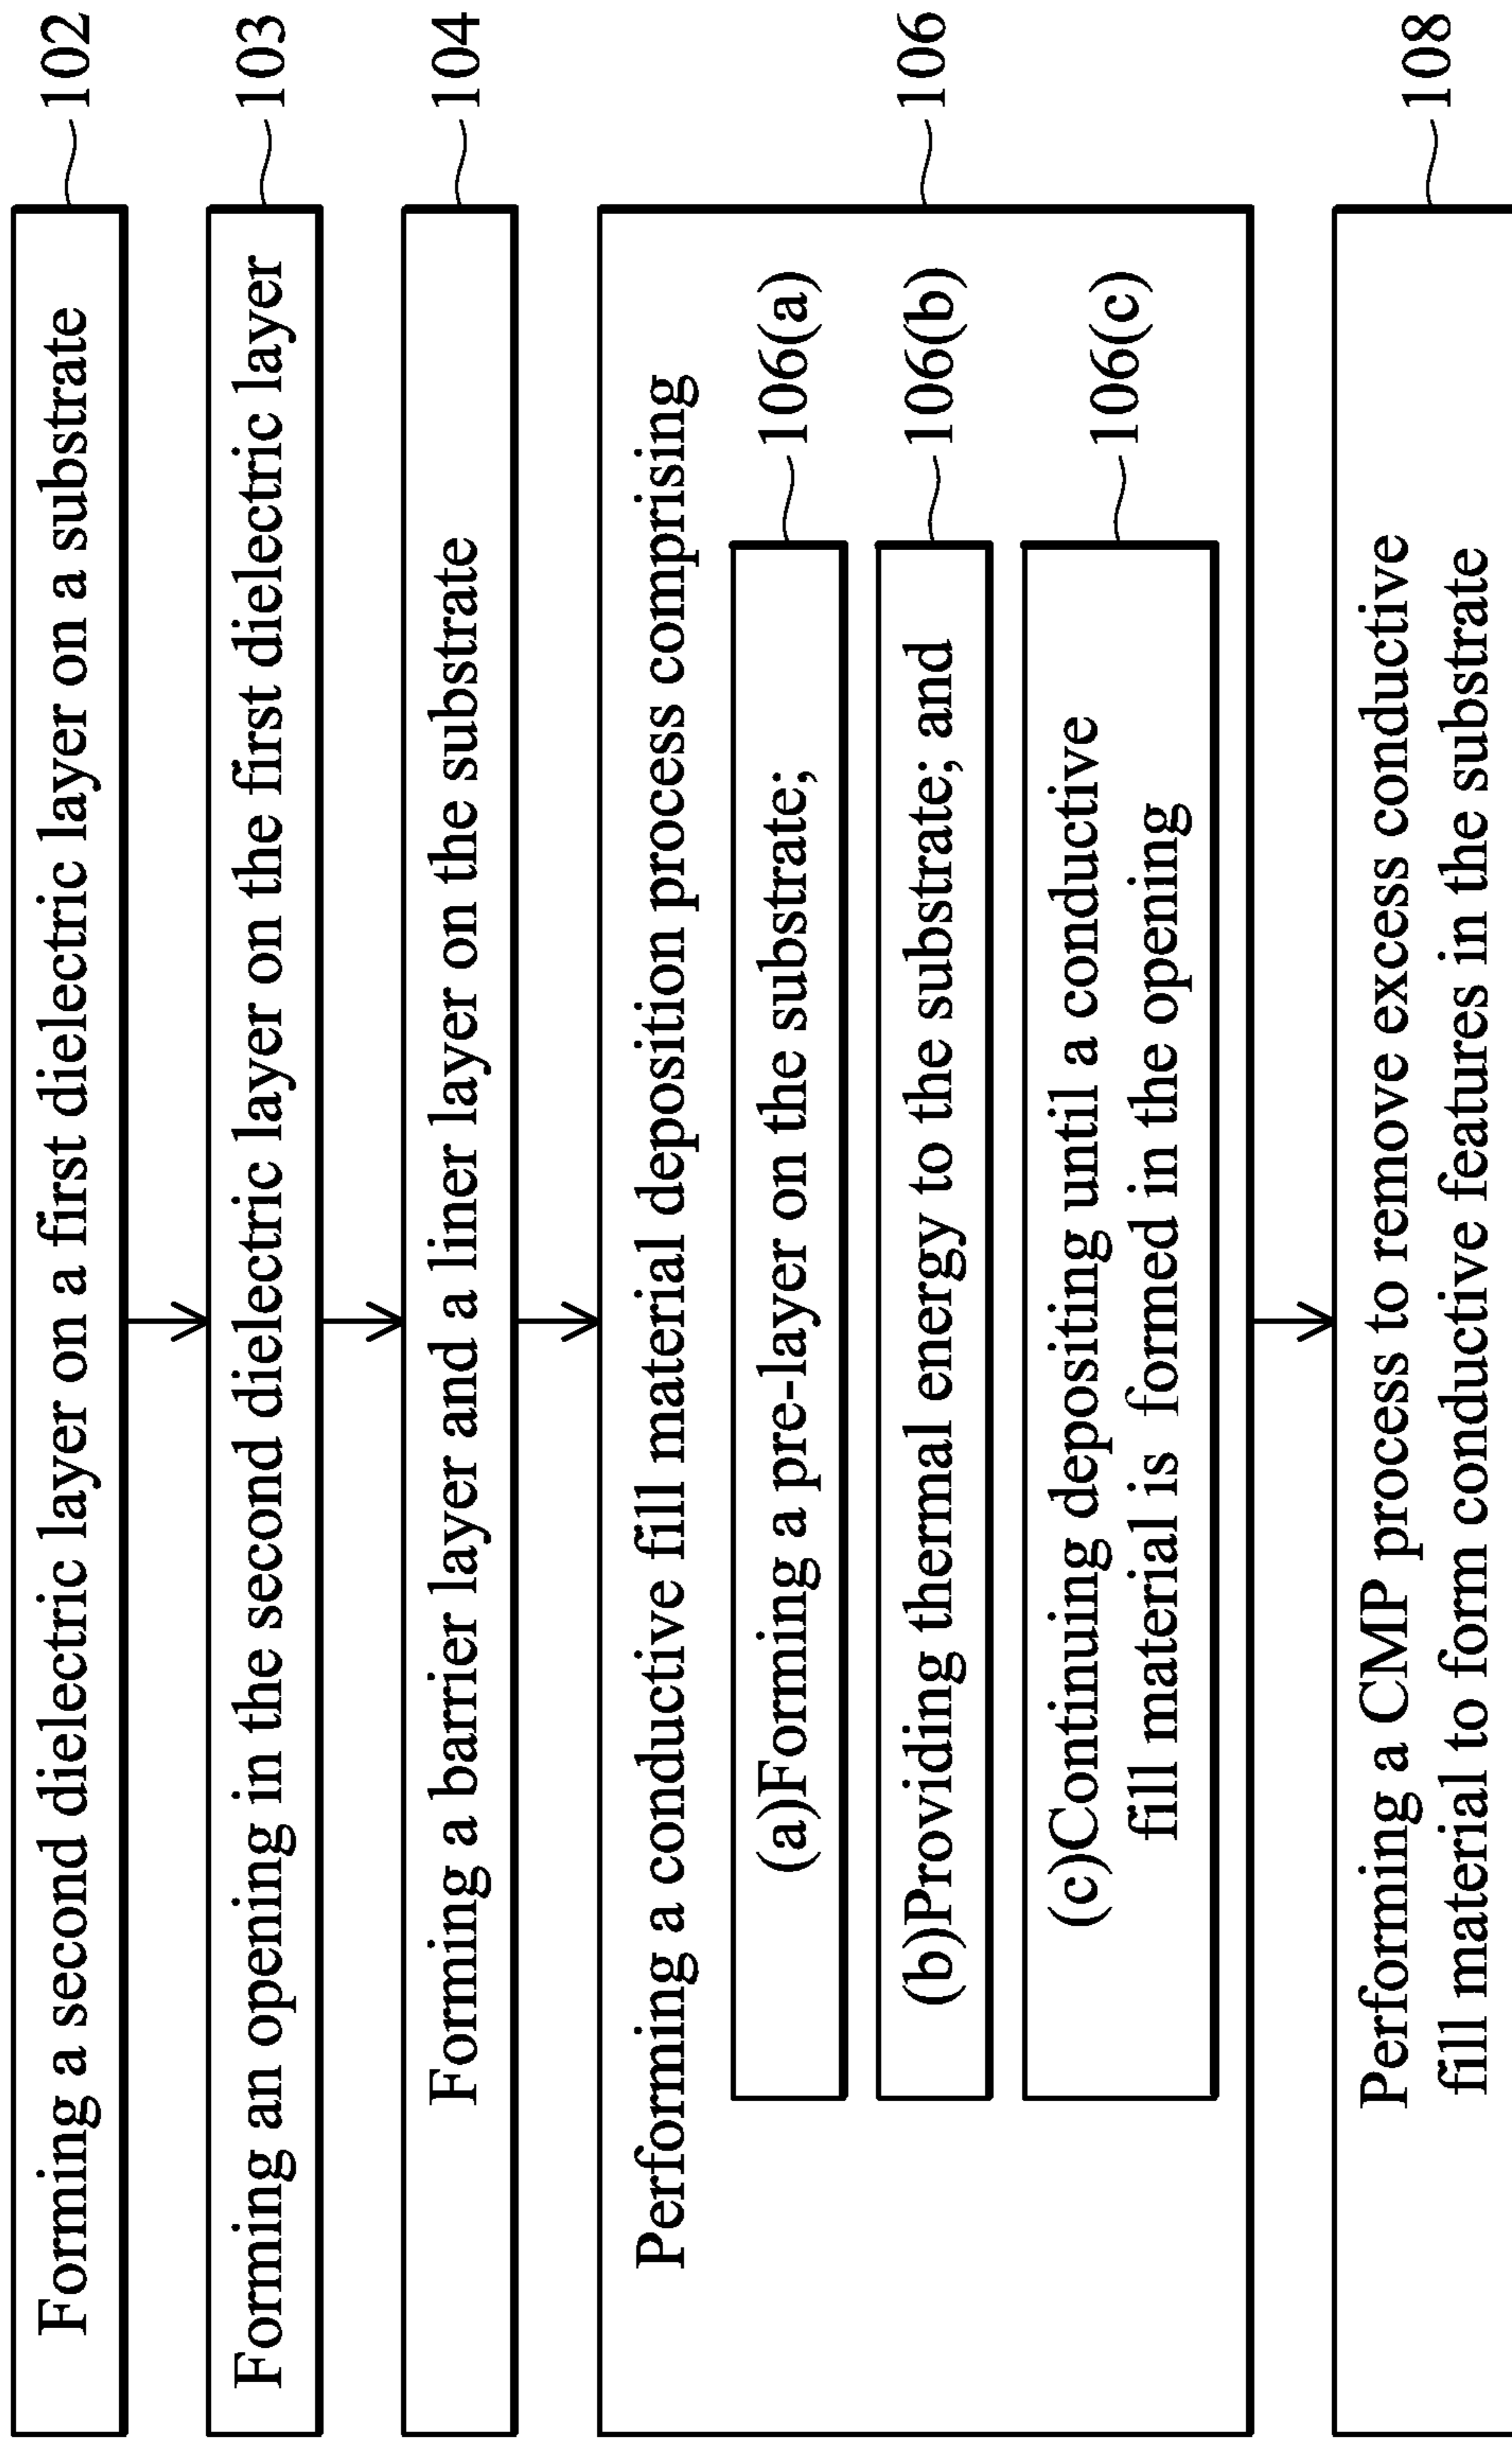 Forming a second dielectric layer on a first dielectric layer on a substrate
102
Forming an opening in the second dielectric layer on the first dielectric layer
103
Forming a barrier layer and a liner layer on the substrate
104
Performing a conductive fill material deposition process comprising
106
(a)Forming a pre-layer on the substrate;
106(a)
(b)Providing thermal energy to the substrate; and
106(b)
(c)Continuing depositing until a conductive
fill material is formed in the opening
106(c)
Performing a CMP process to remove excess conductive
fill material to form conductive features in the substrate
108